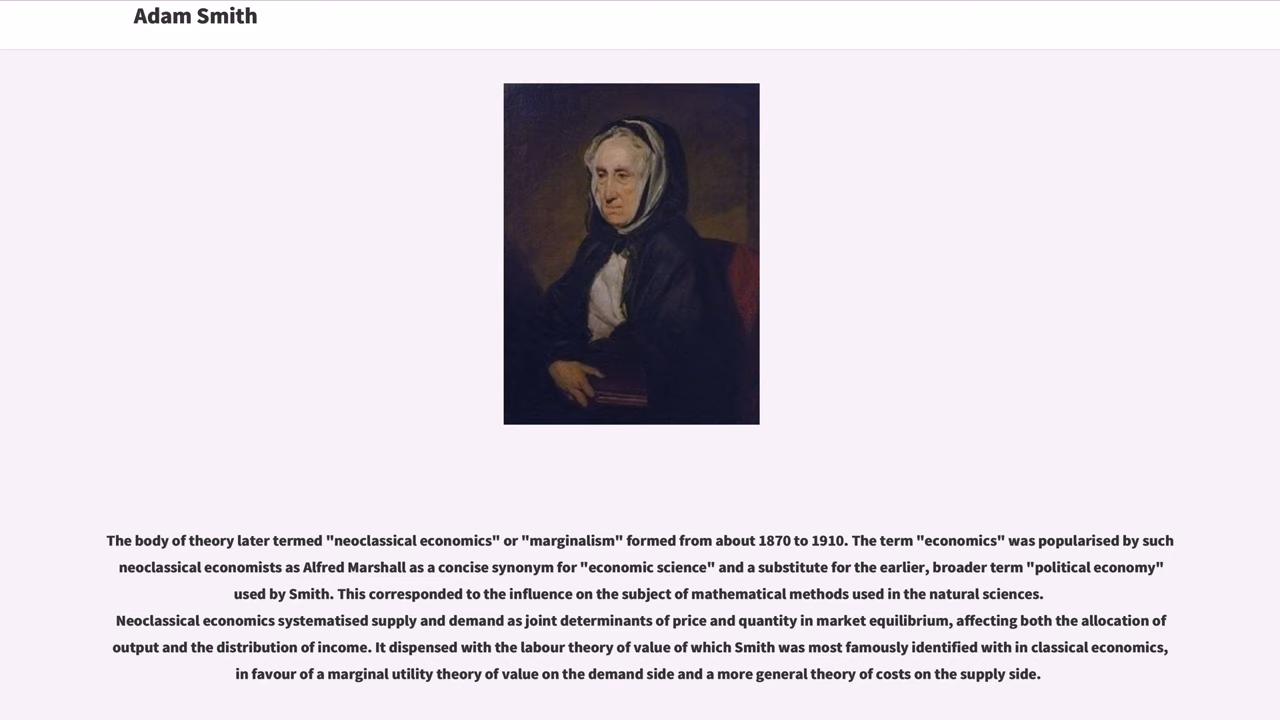 Adam Smith
The body of theory later termed "neoclassical economics" or "marginalism" formed from about 1870 to 1910. The term "economics" was popularised by such
neoclassical economists as Alfred Marshall as a concise synonym for "economic science" and a substitute for the earlier, broader term "political economy"
used by Smith. This corresponded to the influence on the subject of mathematical methods used in the natural sciences.
Neoclassical economics systematised supply and demand as joint determinants of price and quantity in market equilibrium, affecting both the allocation of
output and the distribution of income. It dispensed with the labour theory of value of which Smith was most famously identified with in classical economics,
in favour of a marginal utility theory of value on the demand side and a more general theory of costs on the supply side.